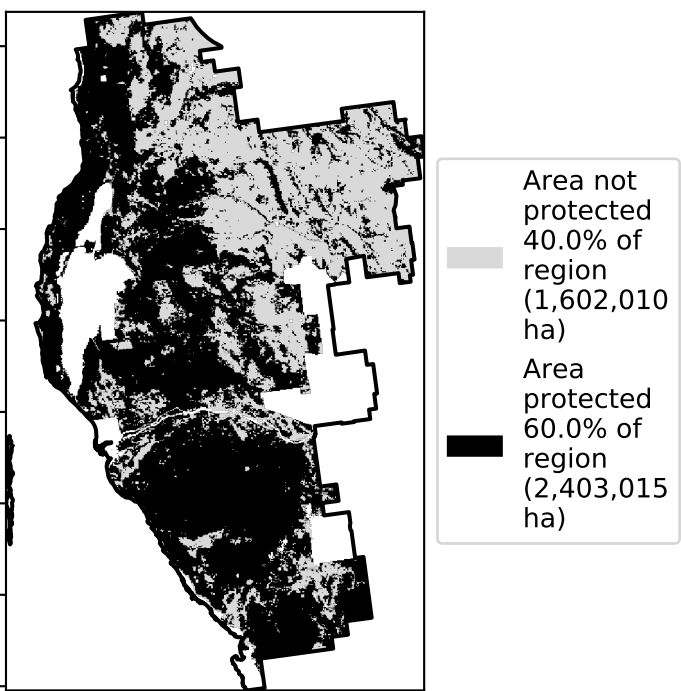 Area not
protected
40.0% of
region
(1,602,010
ha)
Area
protected
60.0% of
region
(2,403,015
ha)